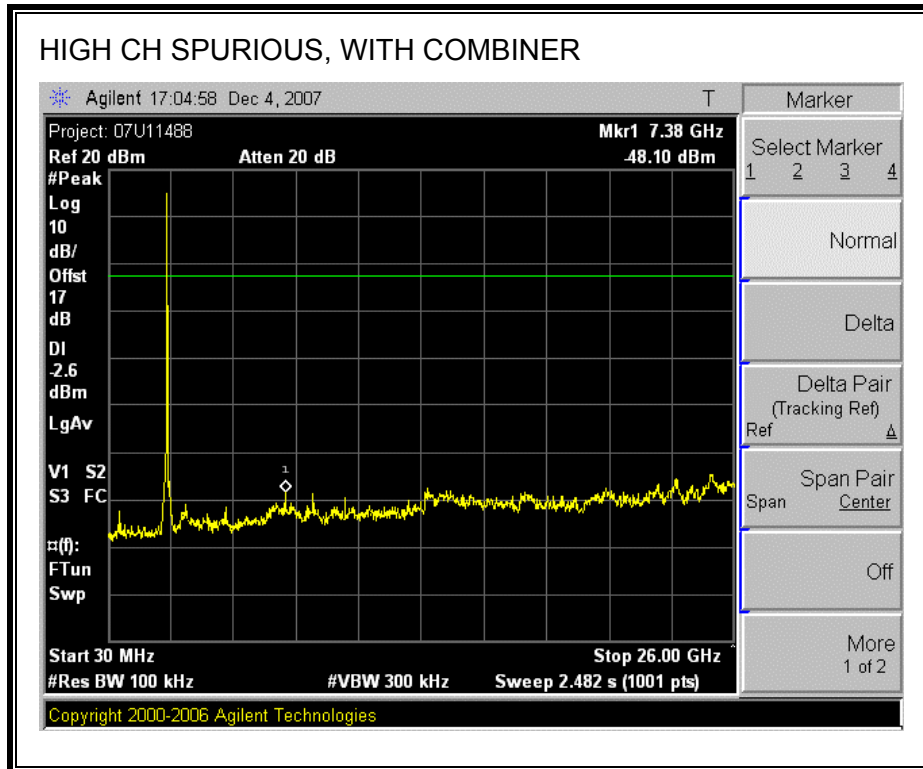 HIGH CH SPURIOUS, WITH COMBINER
Agilent 17:04:58 Dec 4, 2007
T
Project: 07U11488
Mkr1 7.38 GHz
Ref 20 dBm
Atten 20 dB
-48.10 dBm
#Peak
Log
10
dB/
Offst
17
dB
DI
-2.6
dBm
LgAv
V1 S2
S3 FC
¤(f):
FTun
Swp
1
Start 30 MHz
Stop 26.00 GHz
#Res BW 100 kHz
#VBW 300 kHz
Sweep 2.482 s (1001 pts)
Copyright 2000-2006 Agilent Technologies
Marker
Select Marker
1 2 3 4
Normal
Delta
Delta Pair
(Tracking Ref)
Ref Δ
Span Pair
Span Center
Off
More
1 of 2